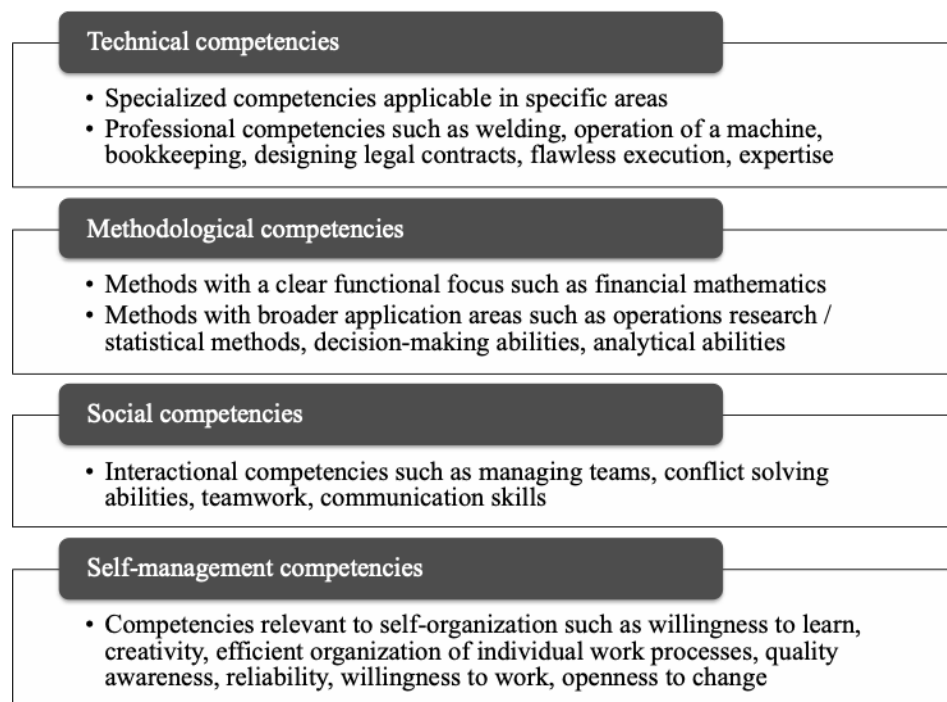 Technical competencies
• Specialized competencies applicable in specific areas
• Professional competencies such as welding, operation of a machine,
bookkeeping, designing legal contracts, flawless execution, expertise
Methodological competencies
• Methods with a clear functional focus such as financial mathematics
• Methods with broader application areas such as operations research /
statistical methods, decision-making abilities, analytical abilities
Social competencies
• Interactional competencies such as managing teams, conflict solving
abilities, teamwork, communication skills
Self-management competencies
• Competencies relevant to self-organization such as willingness to learn,
creativity, efficient organization of individual work processes, quality
awareness, reliability, willingness to work, openness to change